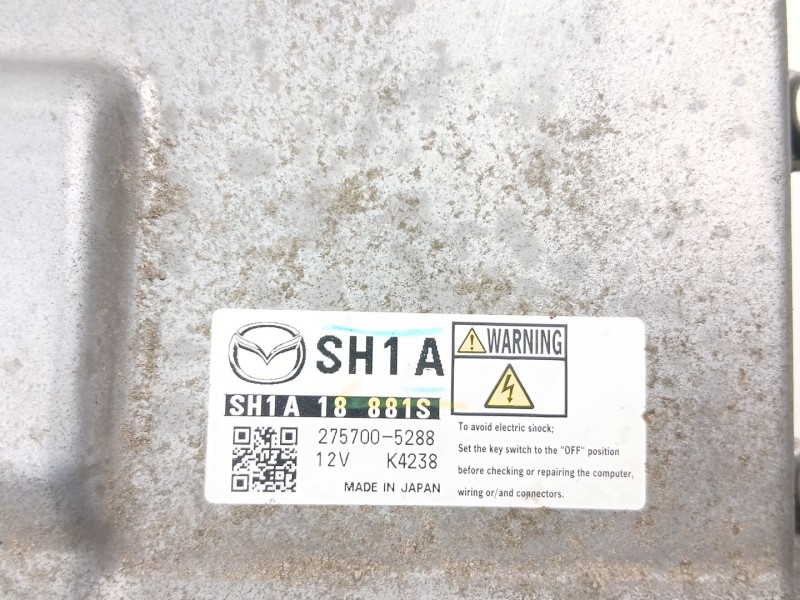 SH1A
SH1A 18 881S
275700-5288
12V K4238
MADE IN JAPAN
WARNING
To avoid electric shock;
Set the key switch to the "OFF" position
before checking or repairing the computer,
wiring or/and connectors.